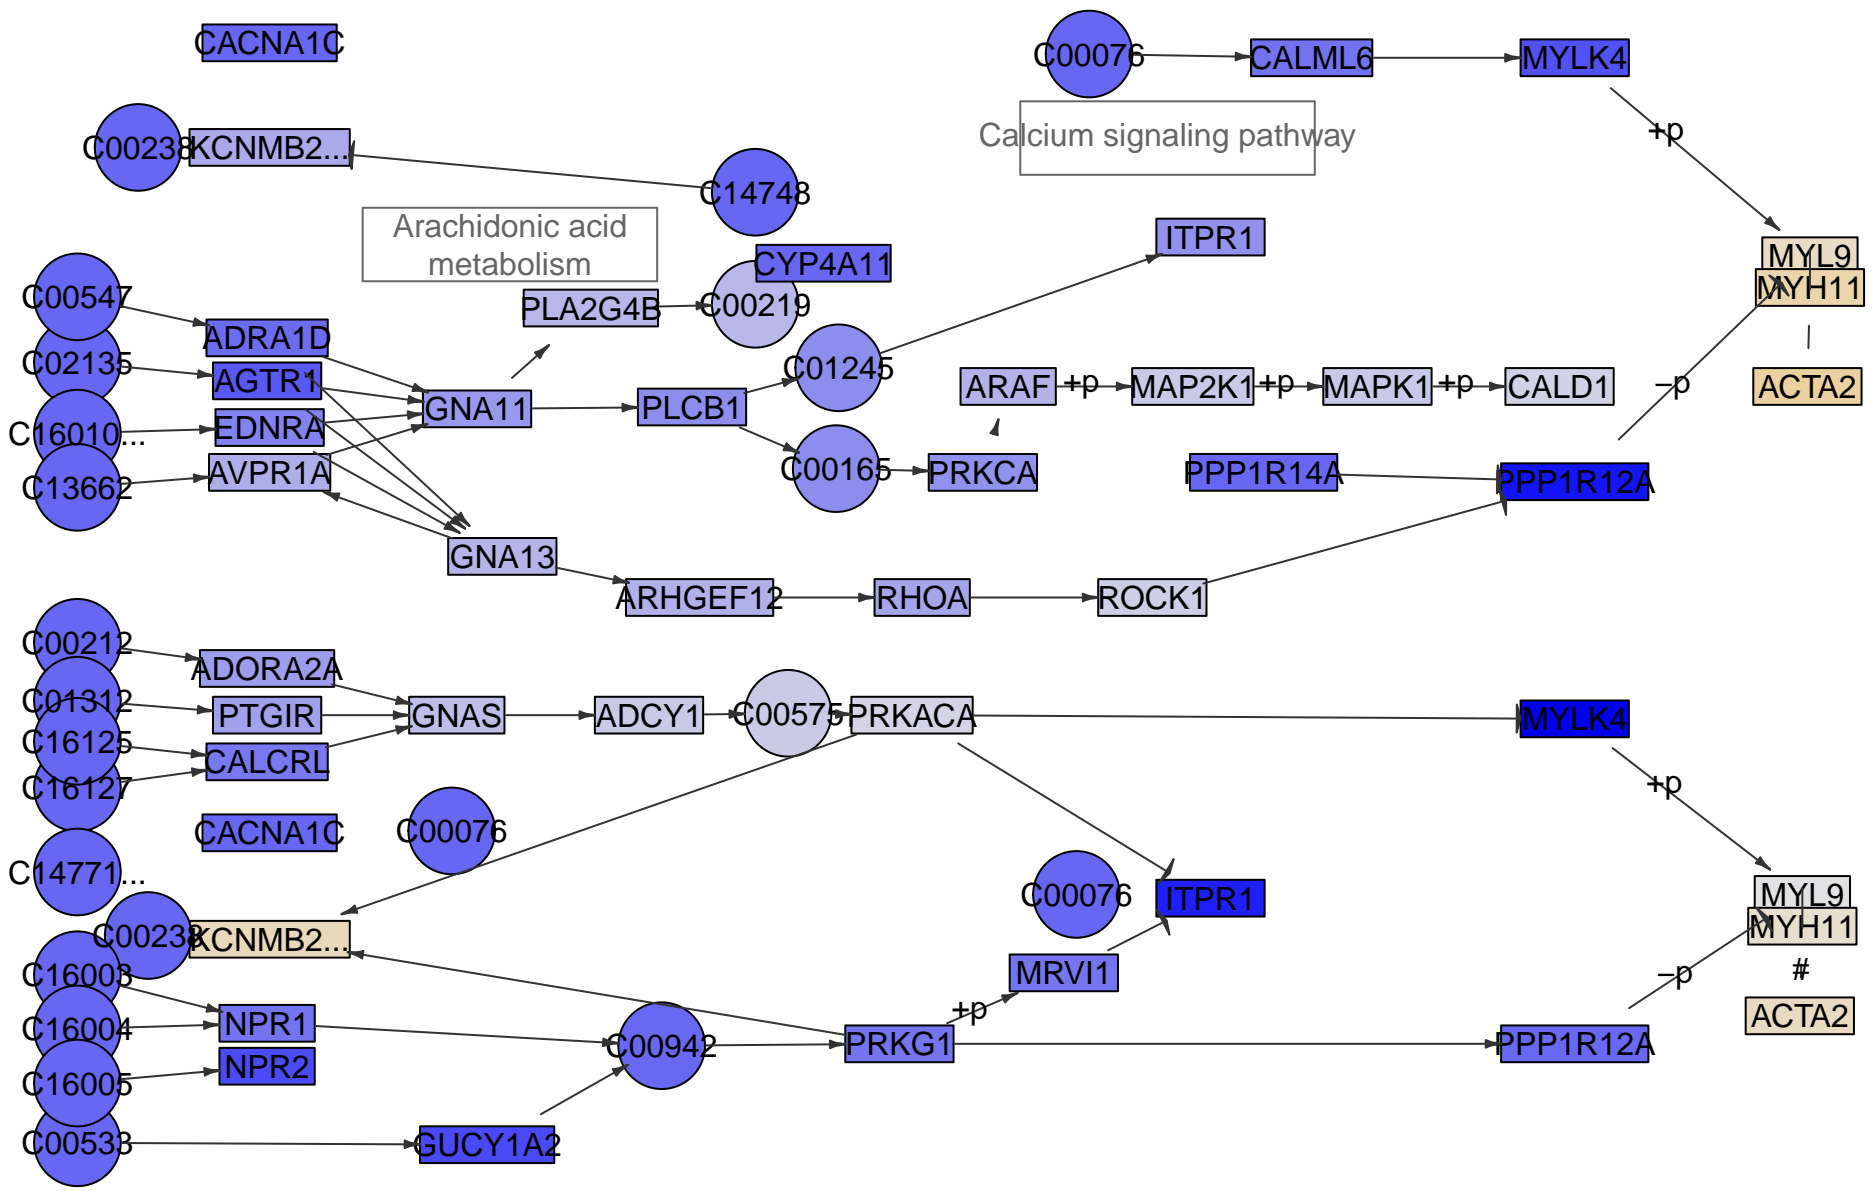 CACNA1C
C00076
CALML6
MYLK4
+p
C00238
KCNMB2...
Calcium signaling pathway
C14748
Arachidonic acid
metabolism
ITPR1
CYP4A11
MYL9
MYH11
C00547
PLA2G4B
C00219
ADRA1D
C02135
AGTR1
C01245
ARAF
+p
MAP2K1
+p
MAPK1
+p
CALD1
–p
ACTA2
GNA11
PLCB1
C16010...
EDNRA
C13662
AVPR1A
C00165
PRKCA
PPP1R14A
PPP1R12A
GNA13
ARHGEF12
RHOA
ROCK1
C00212
ADORA2A
C01312
PTGIR
GNAS
ADCY1
C00575
PRKACA
MYLK4
C16125
CALCRL
C16127
+p
CACNA1C
C00076
C14771...
C00076
ITPR1
MYL9
MYH11
C00238
KCNMB2...
C16003
MRVI1
–p
#
+p
ACTA2
C16004
NPR1
C00942
PRKG1
PPP1R12A
C16005
NPR2
C00533
GUCY1A2